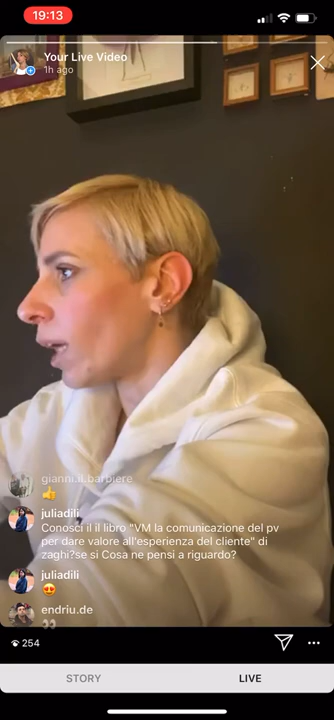 19:13
Your Live Video
1h ago
gianni.il.barbiere
👍
juliadili
Conosci il il libro "VM la comunicazione del pv
per dare valore all'esperienza del cliente" di
zaghi?se si Cosa ne pensi a riguardo?
juliadili
😍
endriu.de
👀
254
STORY
LIVE